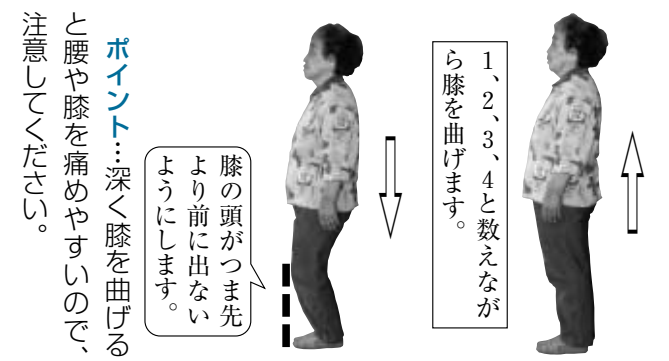 1、2、3、4と数えなが
ら膝を曲げます。
膝の頭がつま先
より前に出ない
ようにします。
ポイント…深く膝を曲げる
と腰や膝を痛めやすいので、
注意してください。